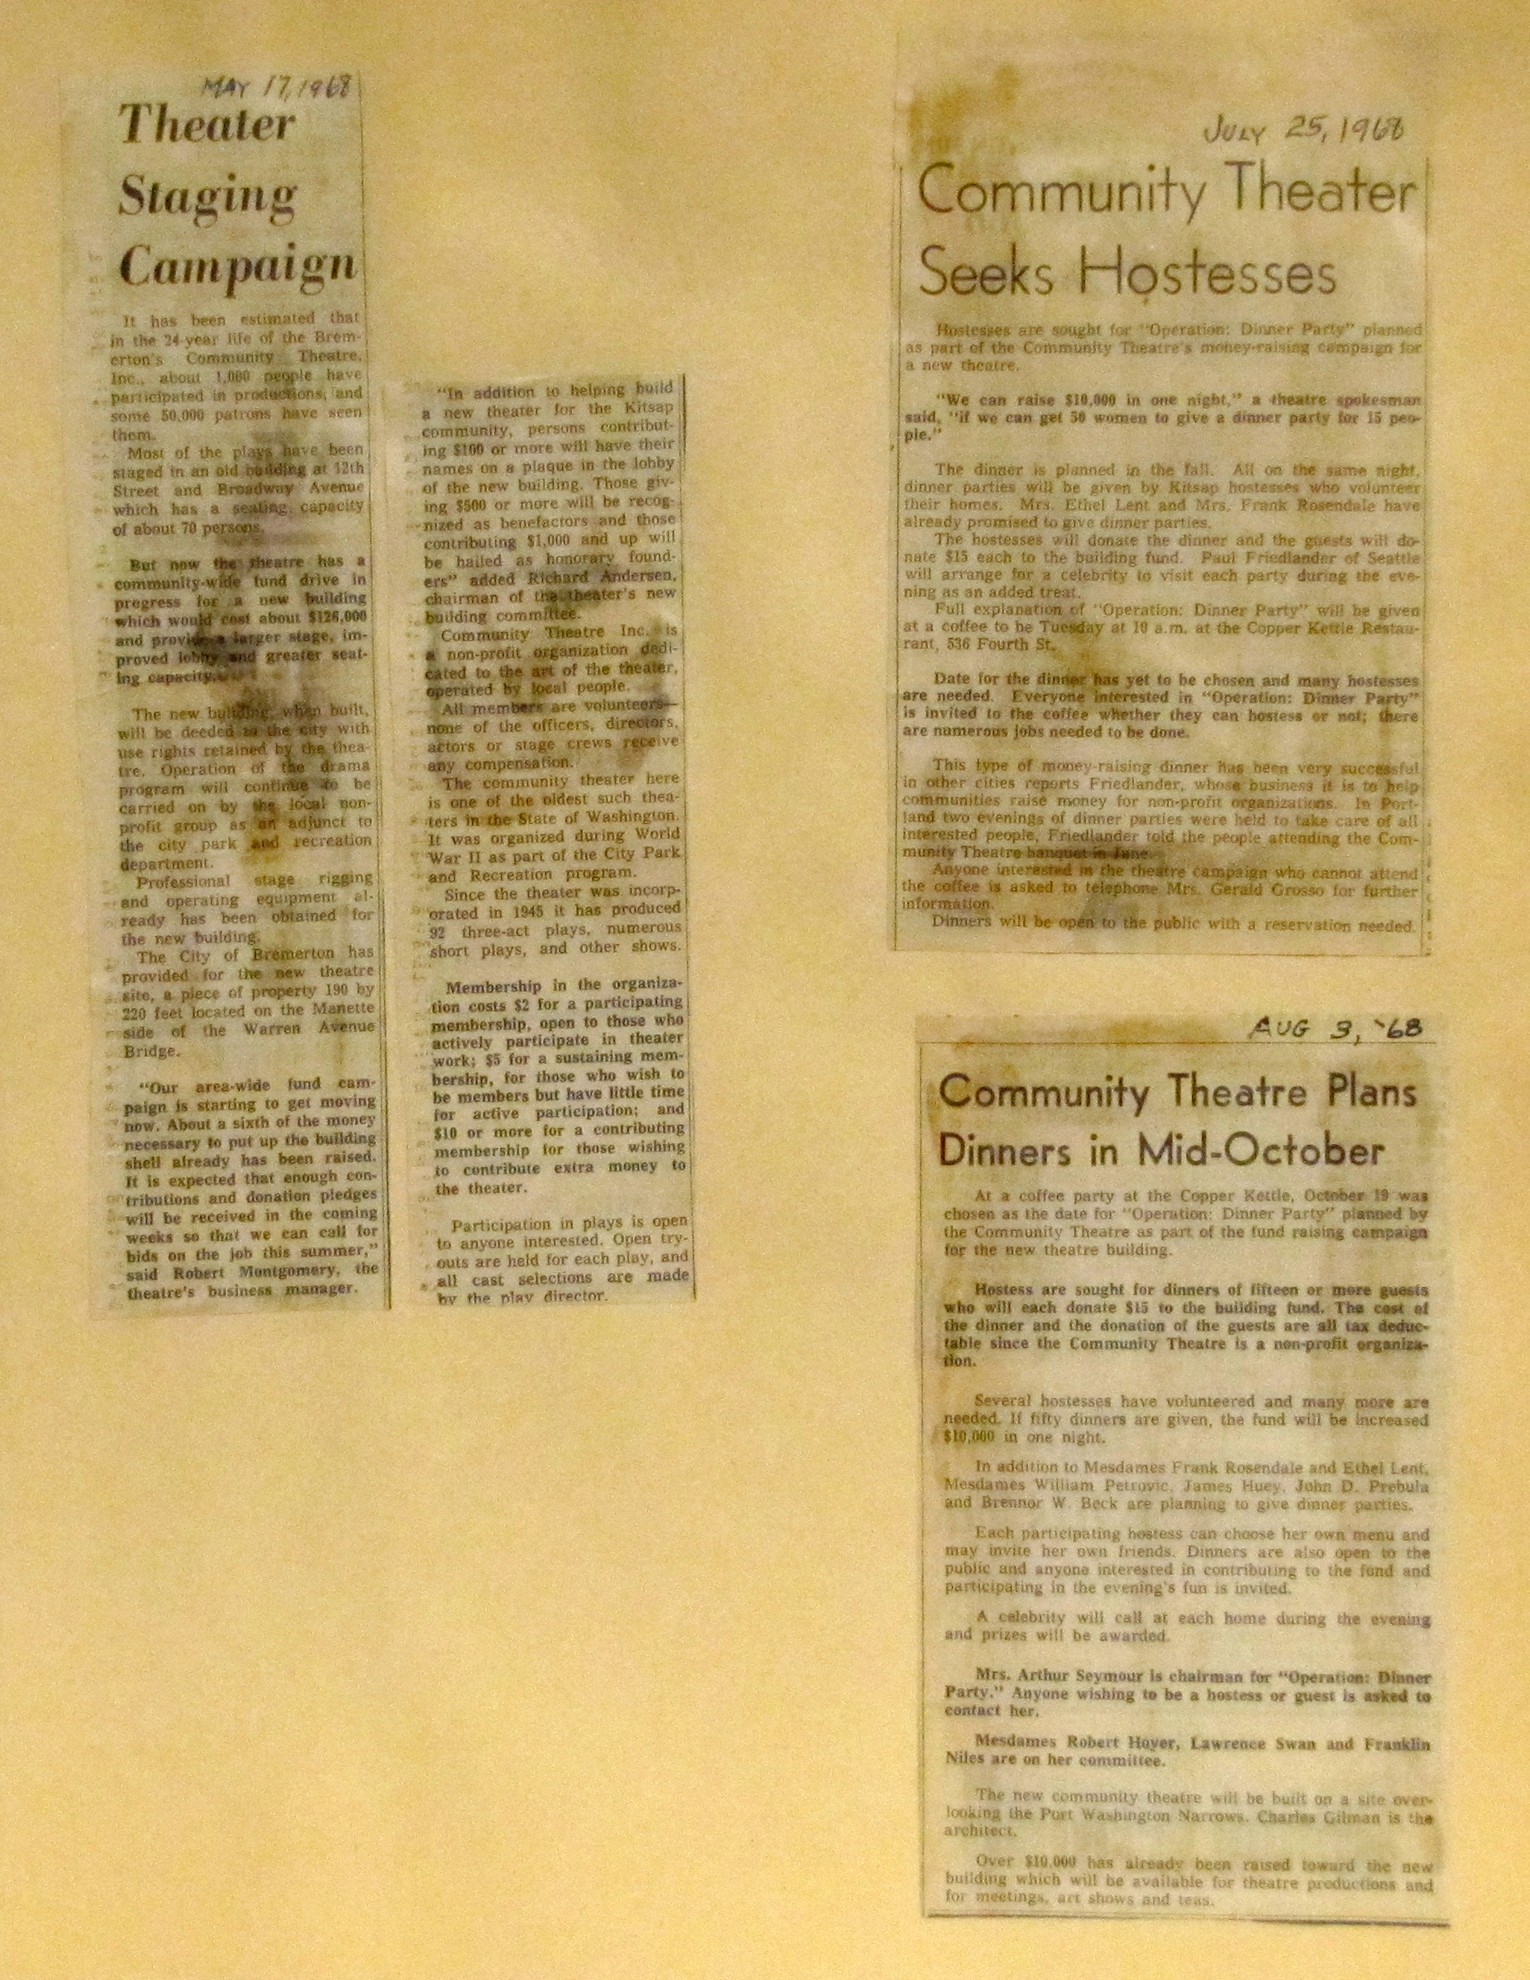 MAY 17, 1968
Theater
Staging
Campaign
It has been estimated that
in the 24-year life of the Brem-
erton's Community Theatre,
Inc., about 1,000 people have
participated in productions, and
some 50,000 patrons have seen
them.
Most of the plays have been
staged in an old building at 12th
Street and Broadway Avenue
which has a seating capacity
of about 70 persons.
But now the theatre has a
community-wide fund drive in
progress for a new building
which would cost about $126,000
and provide a larger stage, im-
proved lobby and greater seat-
ing capacity.
The new building, when built,
will be deeded to the city with
use rights retained by the thea-
tre. Operation of the drama
program will continue to be
carried on by the local non-
profit group as an adjunct to
the city park and recreation
department.
Professional stage rigging
and operating equipment al-
ready has been obtained for
the new building.
The City of Bremerton has
provided for the new theatre
site, a piece of property 190 by
220 feet located on the Manette
side of the Warren Avenue
Bridge.
"Our area-wide fund cam-
paign is starting to get moving
now. About a sixth of the money
necessary to put up the building
shell already has been raised.
It is expected that enough con-
tributions and donation pledges
will be received in the coming
weeks so that we can call for
bids on the job this summer,"
said Robert Montgomery, the
theatre's business manager.
"In addition to helping build
a new theater for the Kitsap
community, persons contribut-
ing $100 or more will have their
names on a plaque in the lobby
of the new building. Those giv-
ing $500 or more will be recog-
nized as benefactors and those
contributing $1,000 and up will
be hailed as honorary found-
ers" added Richard Andersen,
chairman of the theater's new
building committee.
Community Theatre Inc. is
a non-profit organization dedi-
cated to the art of the theater,
operated by local people.
All members are volunteers—
none of the officers, directors,
actors or stage crews receive
any compensation.
The community theater here
is one of the oldest such thea-
ters in the State of Washington.
It was organized during World
War II as part of the City Park
and Recreation program.
Since the theater was incorp-
orated in 1945 it has produced
92 three-act plays, numerous
short plays, and other shows.
Membership in the organiza-
tion costs $2 for a participating
membership, open to those who
actively participate in theater
work; $5 for a sustaining mem-
bership, for those who wish to
be members but have little time
for active participation; and
$10 or more for a contributing
membership for those wishing
to contribute extra money to
the theater.
Participation in plays is open
to anyone interested. Open try-
outs are held for each play, and
all cast selections are made
by the play director.
JULY 25, 1968
Community Theater
Seeks Hostesses
Hostesses are sought for "Operation: Dinner Party" planned
as part of the Community Theatre's money-raising campaign for
a new theatre.
"We can raise $10,000 in one night," a theatre spokesman
said, "if we can get 50 women to give a dinner party for 15 peo-
ple."
The dinner is planned in the fall. All on the same night,
dinner parties will be given by Kitsap hostesses who volunteer
their homes. Mrs. Ethel Lent and Mrs. Frank Rosendale have
already promised to give dinner parties.
The hostesses will donate the dinner and the guests will do-
nate $15 each to the building fund. Paul Friedlander of Seattle
will arrange for a celebrity to visit each party during the eve-
ning as an added treat.
Full explanation of "Operation: Dinner Party" will be given
at a coffee to be Tuesday at 10 a.m. at the Copper Kettle Restau-
rant, 536 Fourth St.
Date for the dinner has yet to be chosen and many hostesses
are needed. Everyone interested in "Operation: Dinner Party"
is invited to the coffee whether they can hostess or not; there
are numerous jobs needed to be done.
This type of money-raising dinner has been very successful
in other cities reports Friedlander, whose business it is to help
communities raise money for non-profit organizations. In Port-
land two evenings of dinner parties were held to take care of all
interested people, Friedlander told the people attending the Com-
munity Theatre banquet in June.
Anyone interested in the theatre campaign who cannot attend
the coffee is asked to telephone Mrs. Gerald Grosso for further
information.
Dinners will be open to the public with a reservation needed.
AUG 3, '68
Community Theatre Plans
Dinners in Mid-October
At a coffee party at the Copper Kettle, October 19 was
chosen as the date for "Operation: Dinner Party" planned by
the Community Theatre as part of the fund raising campaign
for the new theatre building.
Hostess are sought for dinners of fifteen or more guests
who will each donate $15 to the building fund. The cost of
the dinner and the donation of the guests are all tax deduc-
table since the Community Theatre is a non-profit organiza-
tion.
Several hostesses have volunteered and many more are
needed. If fifty dinners are given, the fund will be increased
$10,000 in one night.
In addition to Mesdames Frank Rosendale and Ethel Lent,
Mesdames William Petrovic, James Huey, John D. Prebula
and Brennor W. Beck are planning to give dinner parties.
Each participating hostess can choose her own menu and
may invite her own friends. Dinners are also open to the
public and anyone interested in contributing to the fund and
participating in the evening's fun is invited.
A celebrity will call at each home during the evening
and prizes will be awarded.
Mrs. Arthur Seymour is chairman for "Operation: Dinner
Party." Anyone wishing to be a hostess or guest is asked to
contact her.
Mesdames Robert Hoyer, Lawrence Swan and Franklin
Niles are on her committee.
The new community theatre will be built on a site over-
looking the Port Washington Narrows. Charles Gilman is the
architect.
Over $10,000 has already been raised toward the new
building which will be available for theatre productions and
for meetings, art shows and teas.